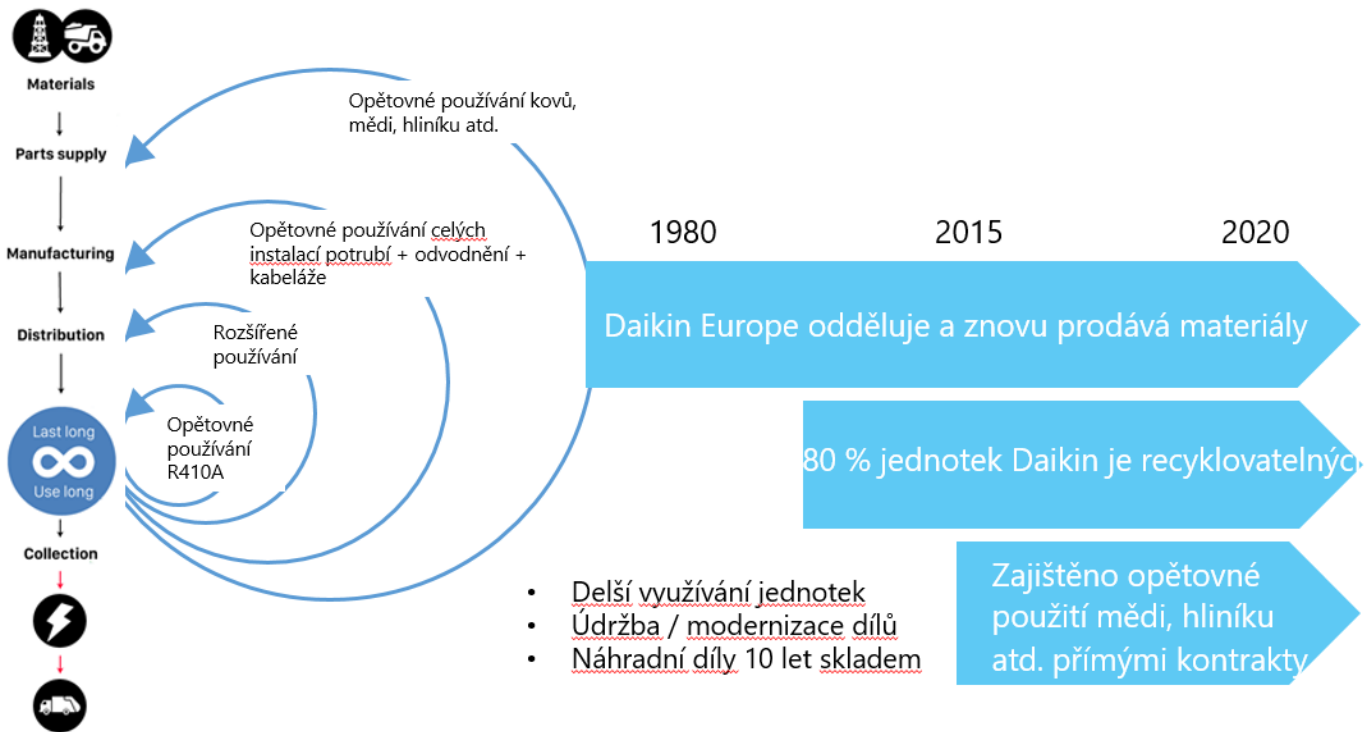 Materials
Parts supply
Manufacturing
Distribution
Last long
Use long
Collection
Opětovné používání kovů,
mědi, hliníku atd.
Opětovné používání celých
instalací potrubí + odvodnění +
kabeláže
Rozšířené
používání
Opětovné
používání
R410A
1980
2015
2020
Daikin Europe odděluje a znovu prodává materiály
80 % jednotek Daikin je recyklovatelných
Zajištěno opětovné
použití mědi, hliníku
atd. přímými kontrakty
• Delší využívání jednotek
• Údržba / modernizace dílů
• Náhradní díly 10 let skladem